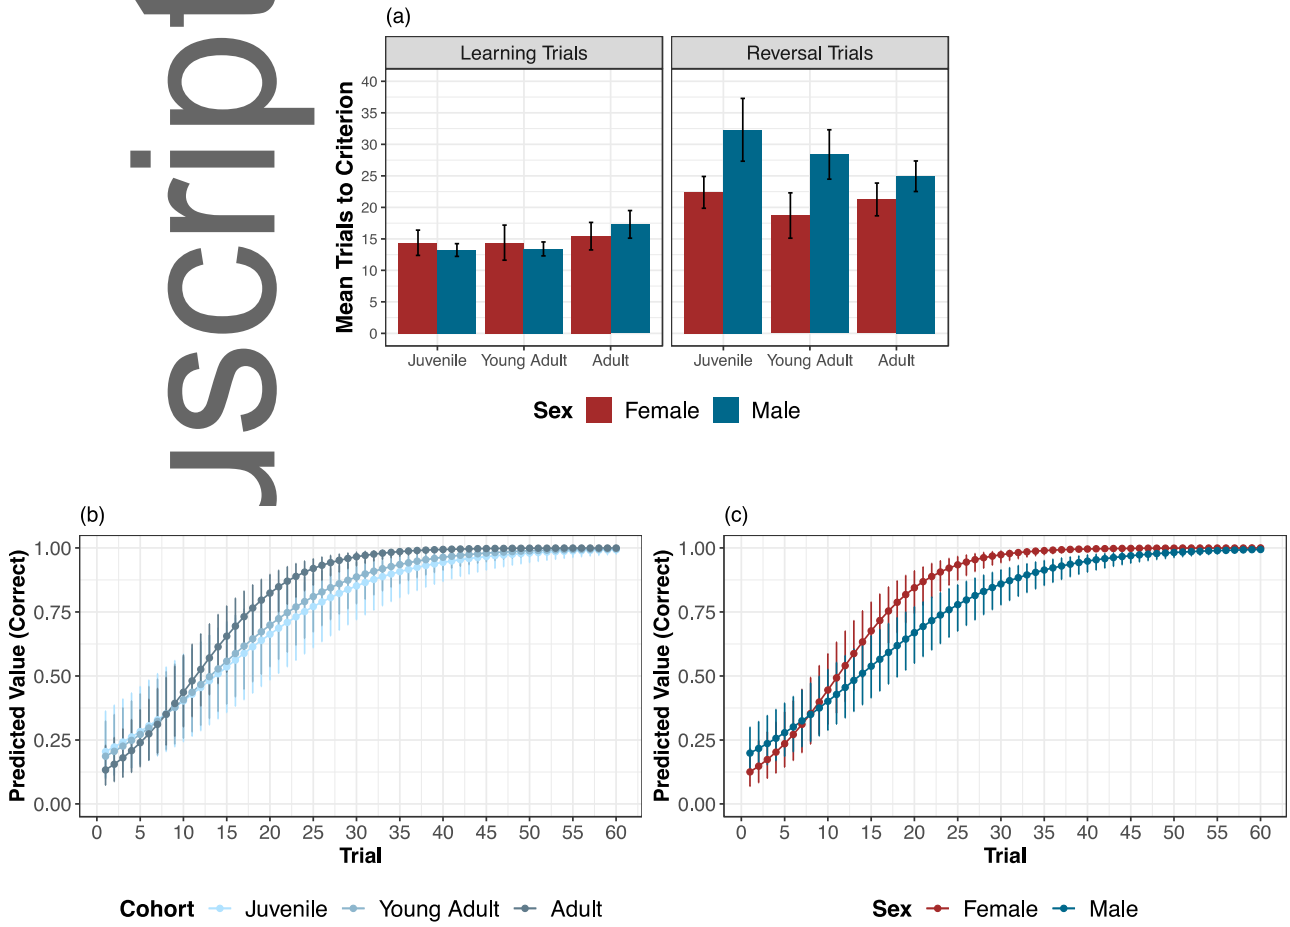 uscript
(a)
Learning Trials Reversal Trials
Mean Trials to Criterion
40
35
30
25
20
15
10
5
0
Juvenile Young Adult Adult Juvenile Young Adult Adult
Sex Female Male
(b)
Predicted Value (Correct)
1.00
0.75
0.50
0.25
0.00
0 5 10 15 20 25 30 35 40 45 50 55 60
Trial
Cohort Juvenile Young Adult Adult
(c)
Predicted Value (Correct)
1.00
0.75
0.50
0.25
0.00
0 5 10 15 20 25 30 35 40 45 50 55 60
Trial
Sex Female Male